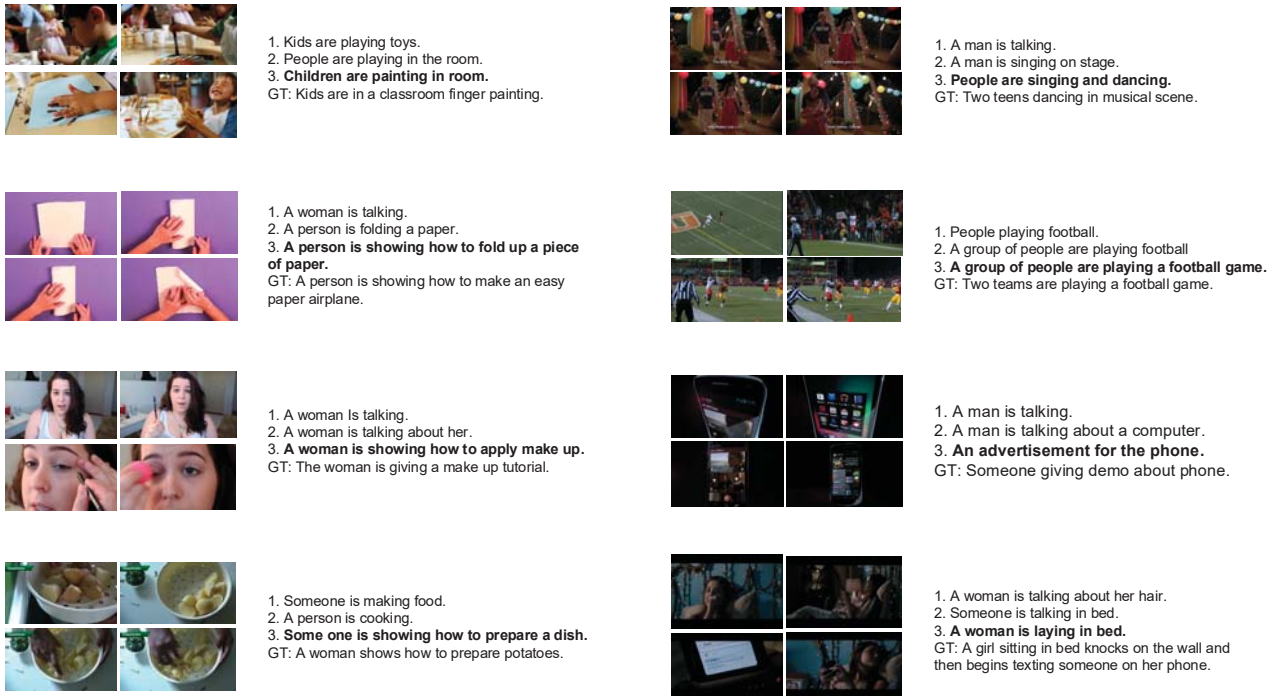 1. Kids are playing toys.
2. People are playing in the room.
3. Children are painting in room.
GT: Kids are in a classroom finger painting.
1. A man is talking.
2. A man is singing on stage.
3. People are singing and dancing.
GT: Two teens dancing in musical scene.
1. A woman is talking.
2. A person is folding a paper.
3. A person is showing how to fold up a piece
of paper.
GT: A person is showing how to make an easy
paper airplane.
1. People playing football.
2. A group of people are playing football
3. A group of people are playing a football game.
GT: Two teams are playing a football game.
1. A woman Is talking.
2. A woman is talking about her.
3. A woman is showing how to apply make up.
GT: The woman is giving a make up tutorial.
1. A man is talking.
2. A man is talking about a computer.
3. An advertisement for the phone.
GT: Someone giving demo about phone.
1. Someone is making food.
2. A person is cooking.
3. Some one is showing how to prepare a dish.
GT: A woman shows how to prepare potatoes.
1. A woman is talking about her hair.
2. Someone is talking in bed.
3. A woman is laying in bed.
GT: A girl sitting in bed knocks on the wall and
then begins texting someone on her phone.